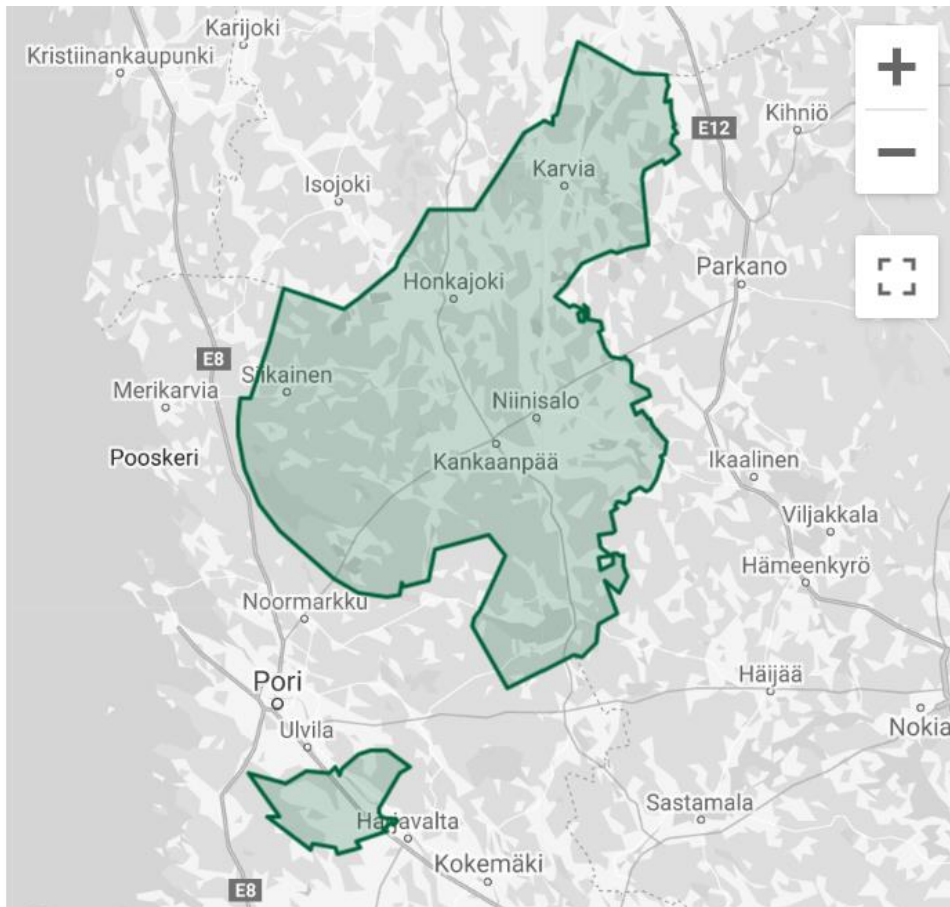 Karijoki
Kristiinankaupunki
E12
Kihniö
Karvia
Isojoki
Parkano
Honkajoki
E8
Siikainen
Merikarvia
Niinisalo
Pooskeri
Kankaanpää
Ikaalinen
Viljakkala
Hämeenkyrö
Noormarkku
Häijää
Pori
Nokia
Ulvila
Sastamala
Harjavalta
Kokemäki
E8